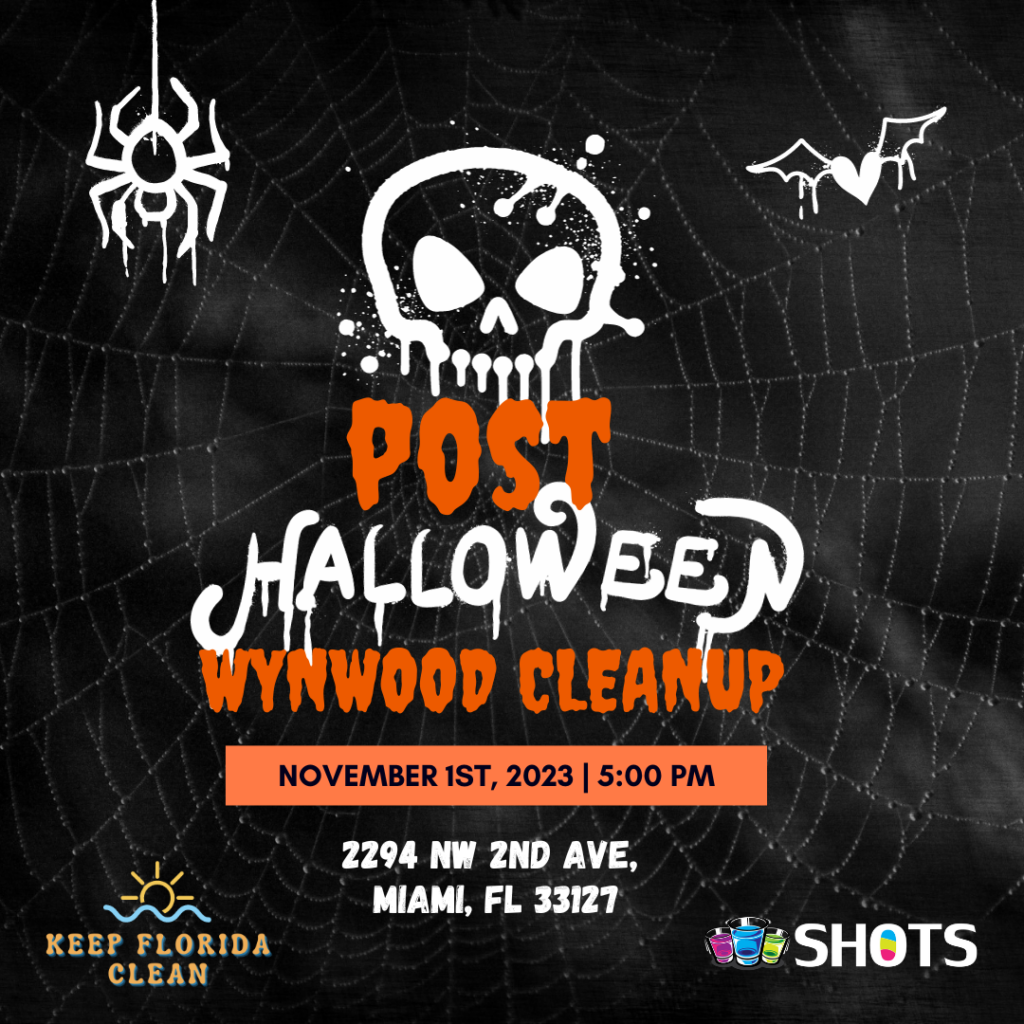 POST
HALLOWEEN
WYNWOOD CLEANUP
NOVEMBER 1ST, 2023 | 5:00 PM
2294 NW 2ND AVE,
MIAMI, FL 33127
KEEP FLORIDA
CLEAN
SHOTS